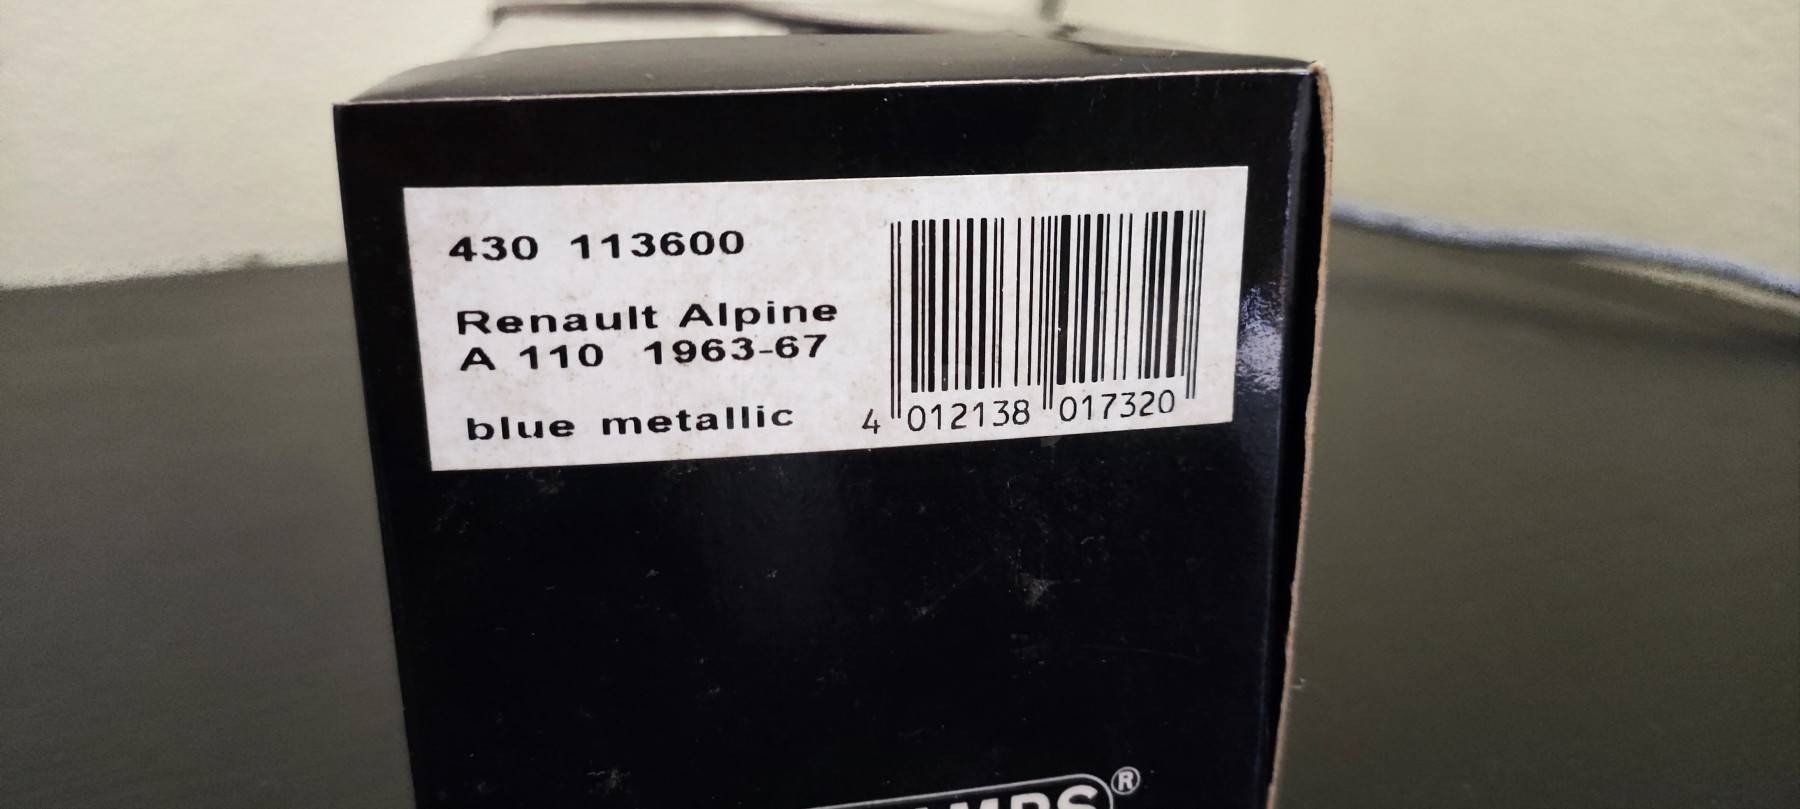 430 113600
Renault Alpine
A 110 1963-67
blue metallic
4 012138 017320
®